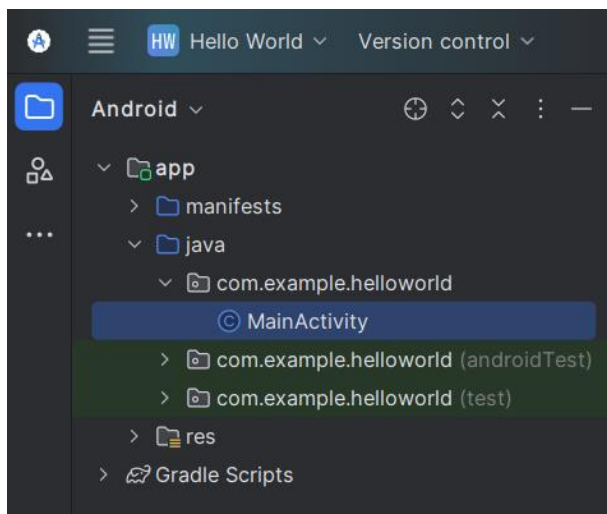 HW Hello World Version control
Android
app
manifests
java
com.example.helloworld
C MainActivity
com.example.helloworld (androidTest)
com.example.helloworld (test)
res
Gradle Scripts